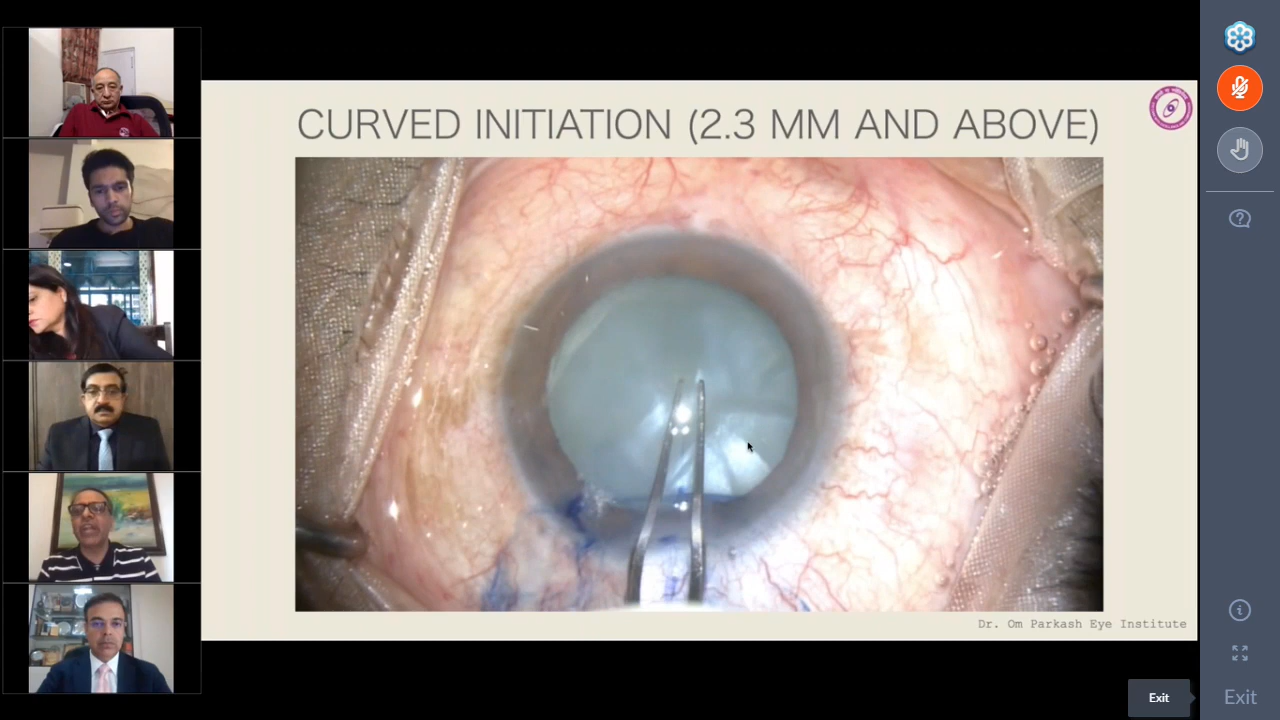 CURVED INITIATION (2.3 MM AND ABOVE)
Dr. Om Parkash Eye Institute
Exit
Exit